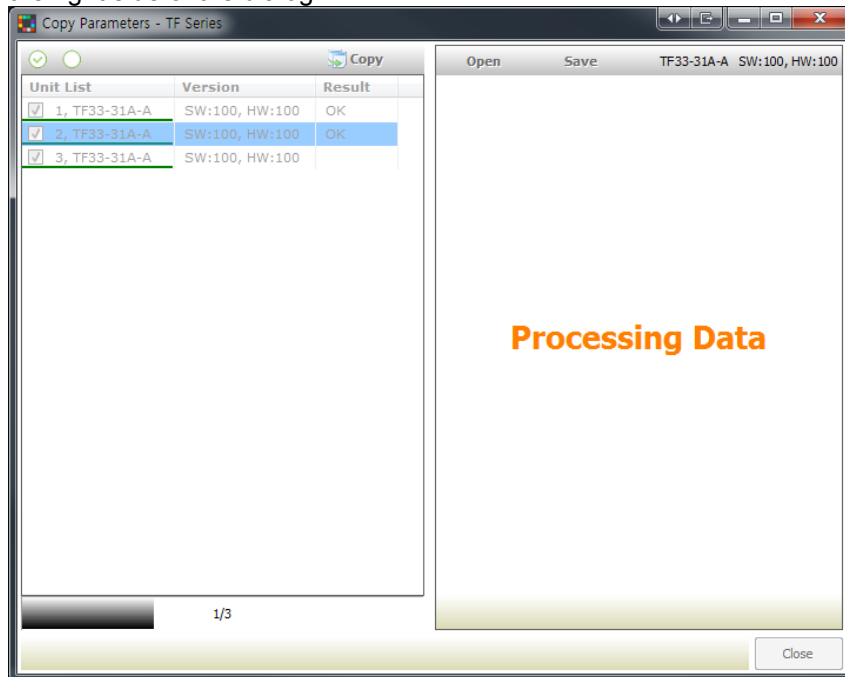 Copy Parameters - TF Series
Copy
Unit List Version Result
1, TF33-31A-A SW:100, HW:100 OK
2, TF33-31A-A SW:100, HW:100 OK
3, TF33-31A-A SW:100, HW:100
1/3
Open Save TF33-31A-A SW:100, HW:100
Processing Data
Close